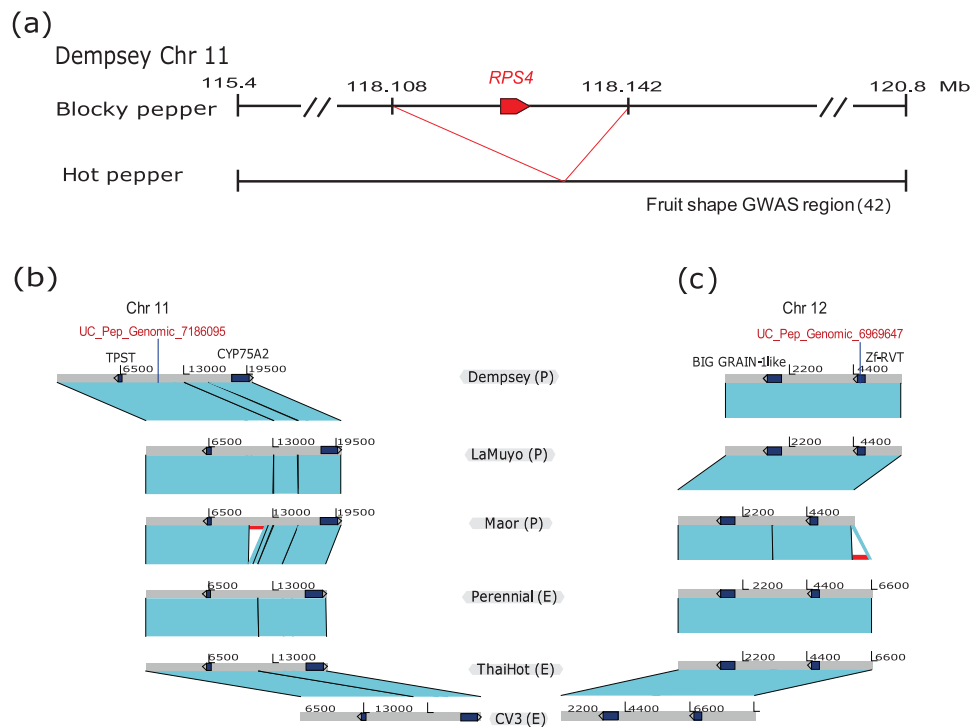 (a)
Dempsey Chr 11
115.4 118.108 RPS4 118.142 120.8 Mb
Blocky pepper
Hot pepper
Fruit shape GWAS region (42)
(b)
Chr 11
UC_Pep_Genomic_7186095
TPST CYP75A2
6500 13000 19500
Dempsey (P)
6500 13000 19500
LaMuyo (P)
6500 13000 19500
Maor (P)
6500 13000
Perennial (E)
6500 13000
ThaiHot (E)
6500 13000
CV3 (E)
(c)
Chr 12
UC_Pep_Genomic_6969647
BIG GRAIN-1like Zf-RVT
2200 4400
2200 4400
2200 4400
2200 4400 6600
2200 4400 6600
2200 4400 6600